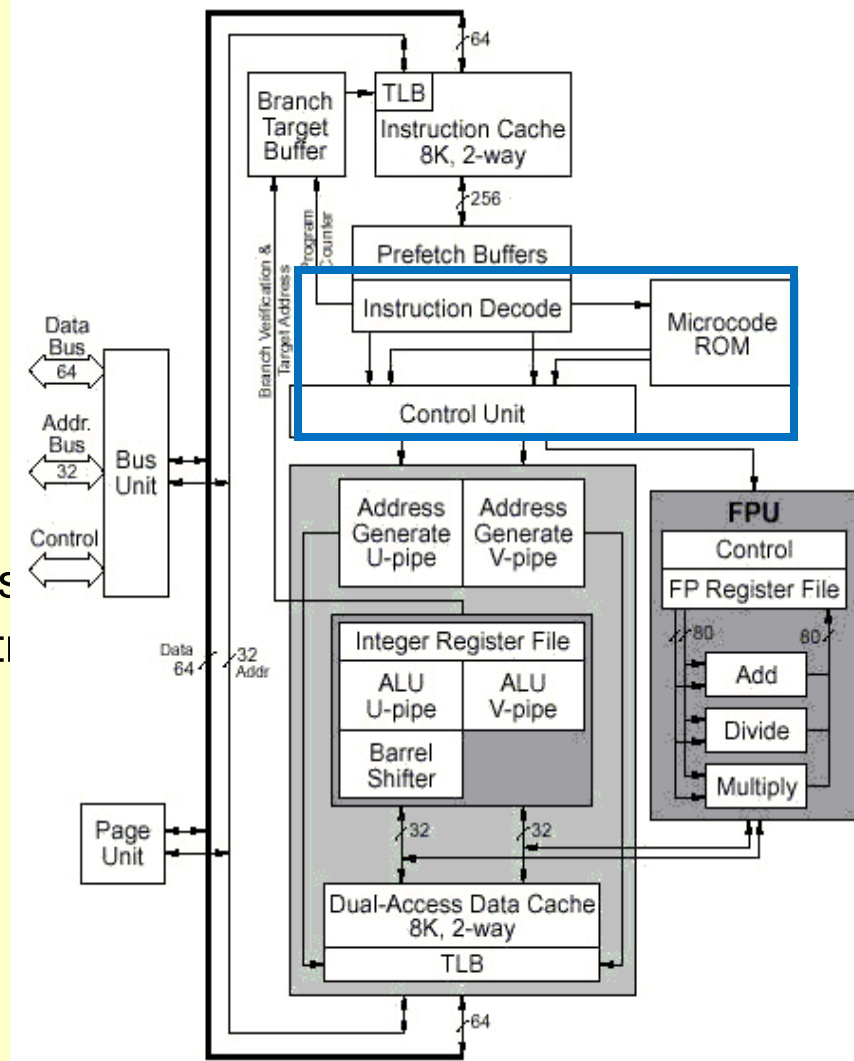 64
Branch
Target
Buffer
TLB
Instruction Cache
8K, 2-way
256
Branch Verification &
Target Address
Program
Counter
Prefetch Buffers
Instruction Decode
Microcode
ROM
Control Unit
Data
Bus
64
Addr.
Bus
32
Control
Bus
Unit
Address
Generate
U-pipe
Address
Generate
V-pipe
FPU
Control
FP Register File
80
80
Add
Divide
Multiply
Integer Register File
ALU
U-pipe
ALU
V-pipe
Barrel
Shifter
Data
64
32
Addr
Page
Unit
32
32
Dual-Access Data Cache
8K, 2-way
TLB
64